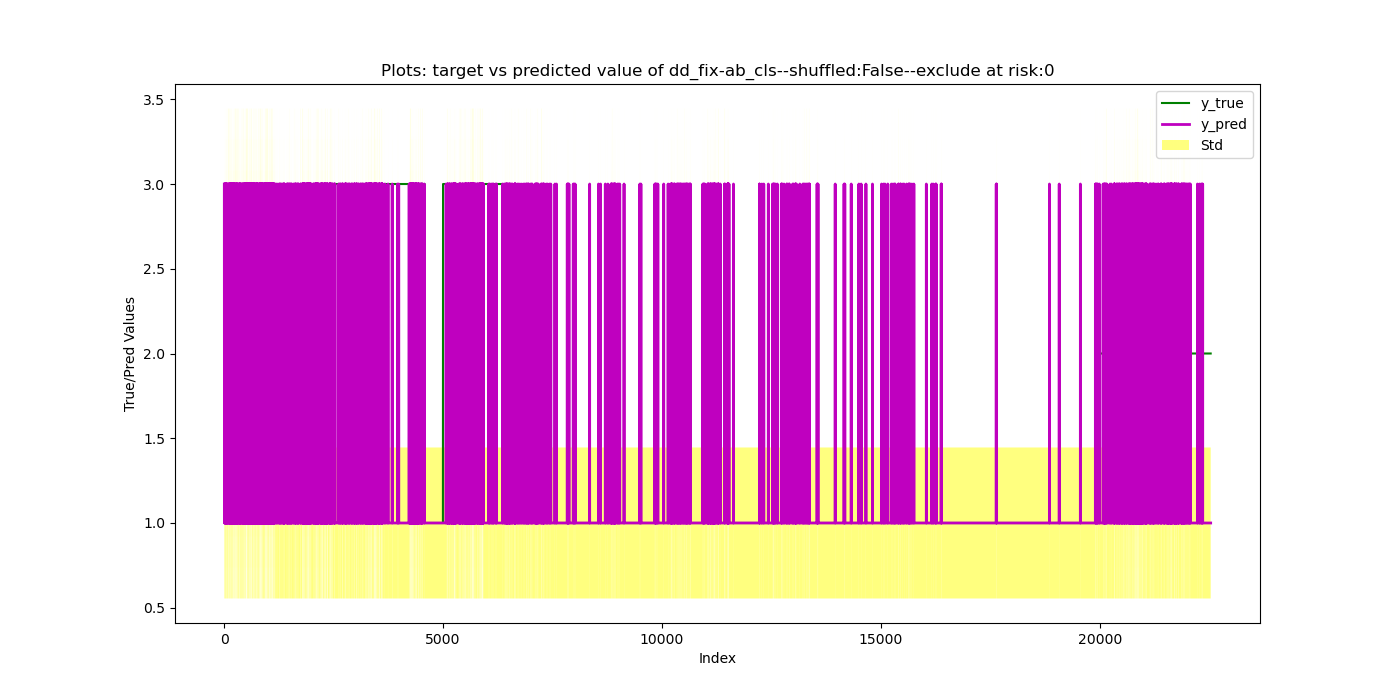 Plots: target vs predicted value of dd_fix-ab_cls--shuffled:False--exclude at risk:0
y_true
y_pred
Std
True/Pred Values
3.5
3.0
2.5
2.0
1.5
1.0
0.5
0
5000
10000
15000
20000
Index